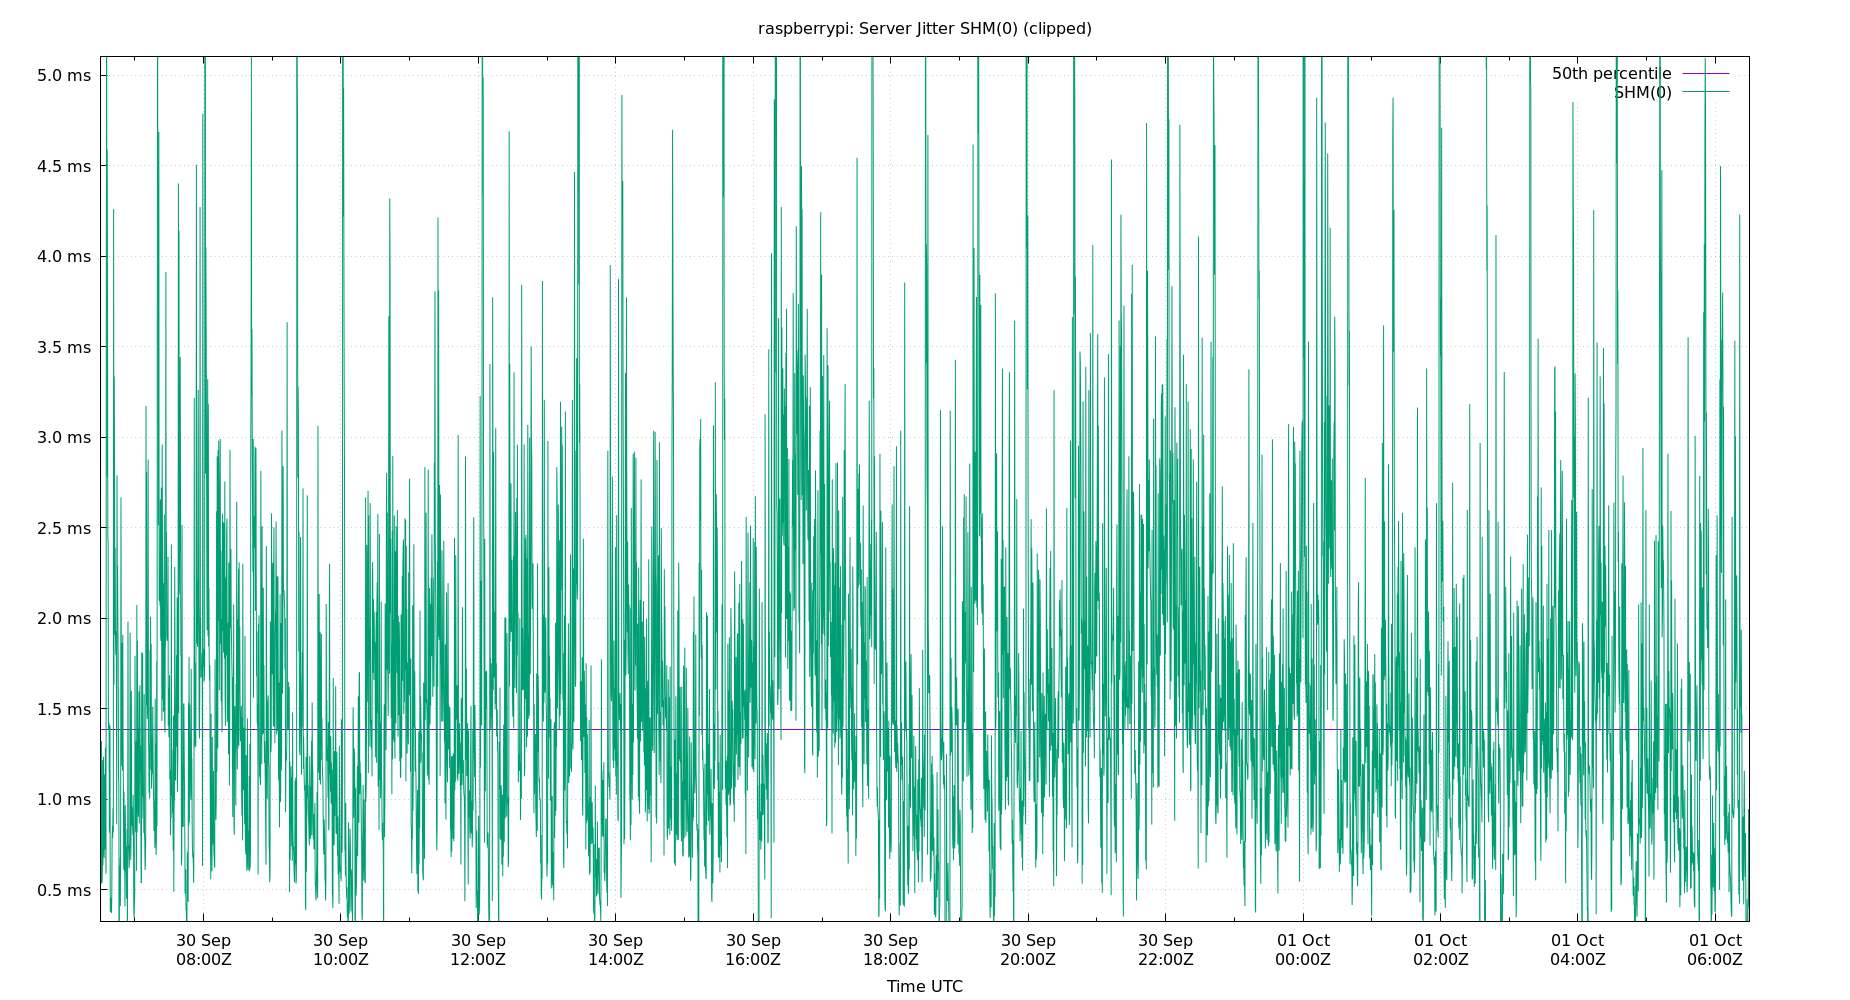 raspberrypi: Server Jitter SHM(0) (clipped)
50th percentile
SHM(0)
5.0 ms
4.5 ms
4.0 ms
3.5 ms
3.0 ms
2.5 ms
2.0 ms
1.5 ms
1.0 ms
0.5 ms
30 Sep 30 Sep 30 Sep 30 Sep 30 Sep 30 Sep 30 Sep 30 Sep 01 Oct 01 Oct 01 Oct 01 Oct
08:00Z 10:00Z 12:00Z 14:00Z 16:00Z 18:00Z 20:00Z 22:00Z 00:00Z 02:00Z 04:00Z 06:00Z
Time UTC